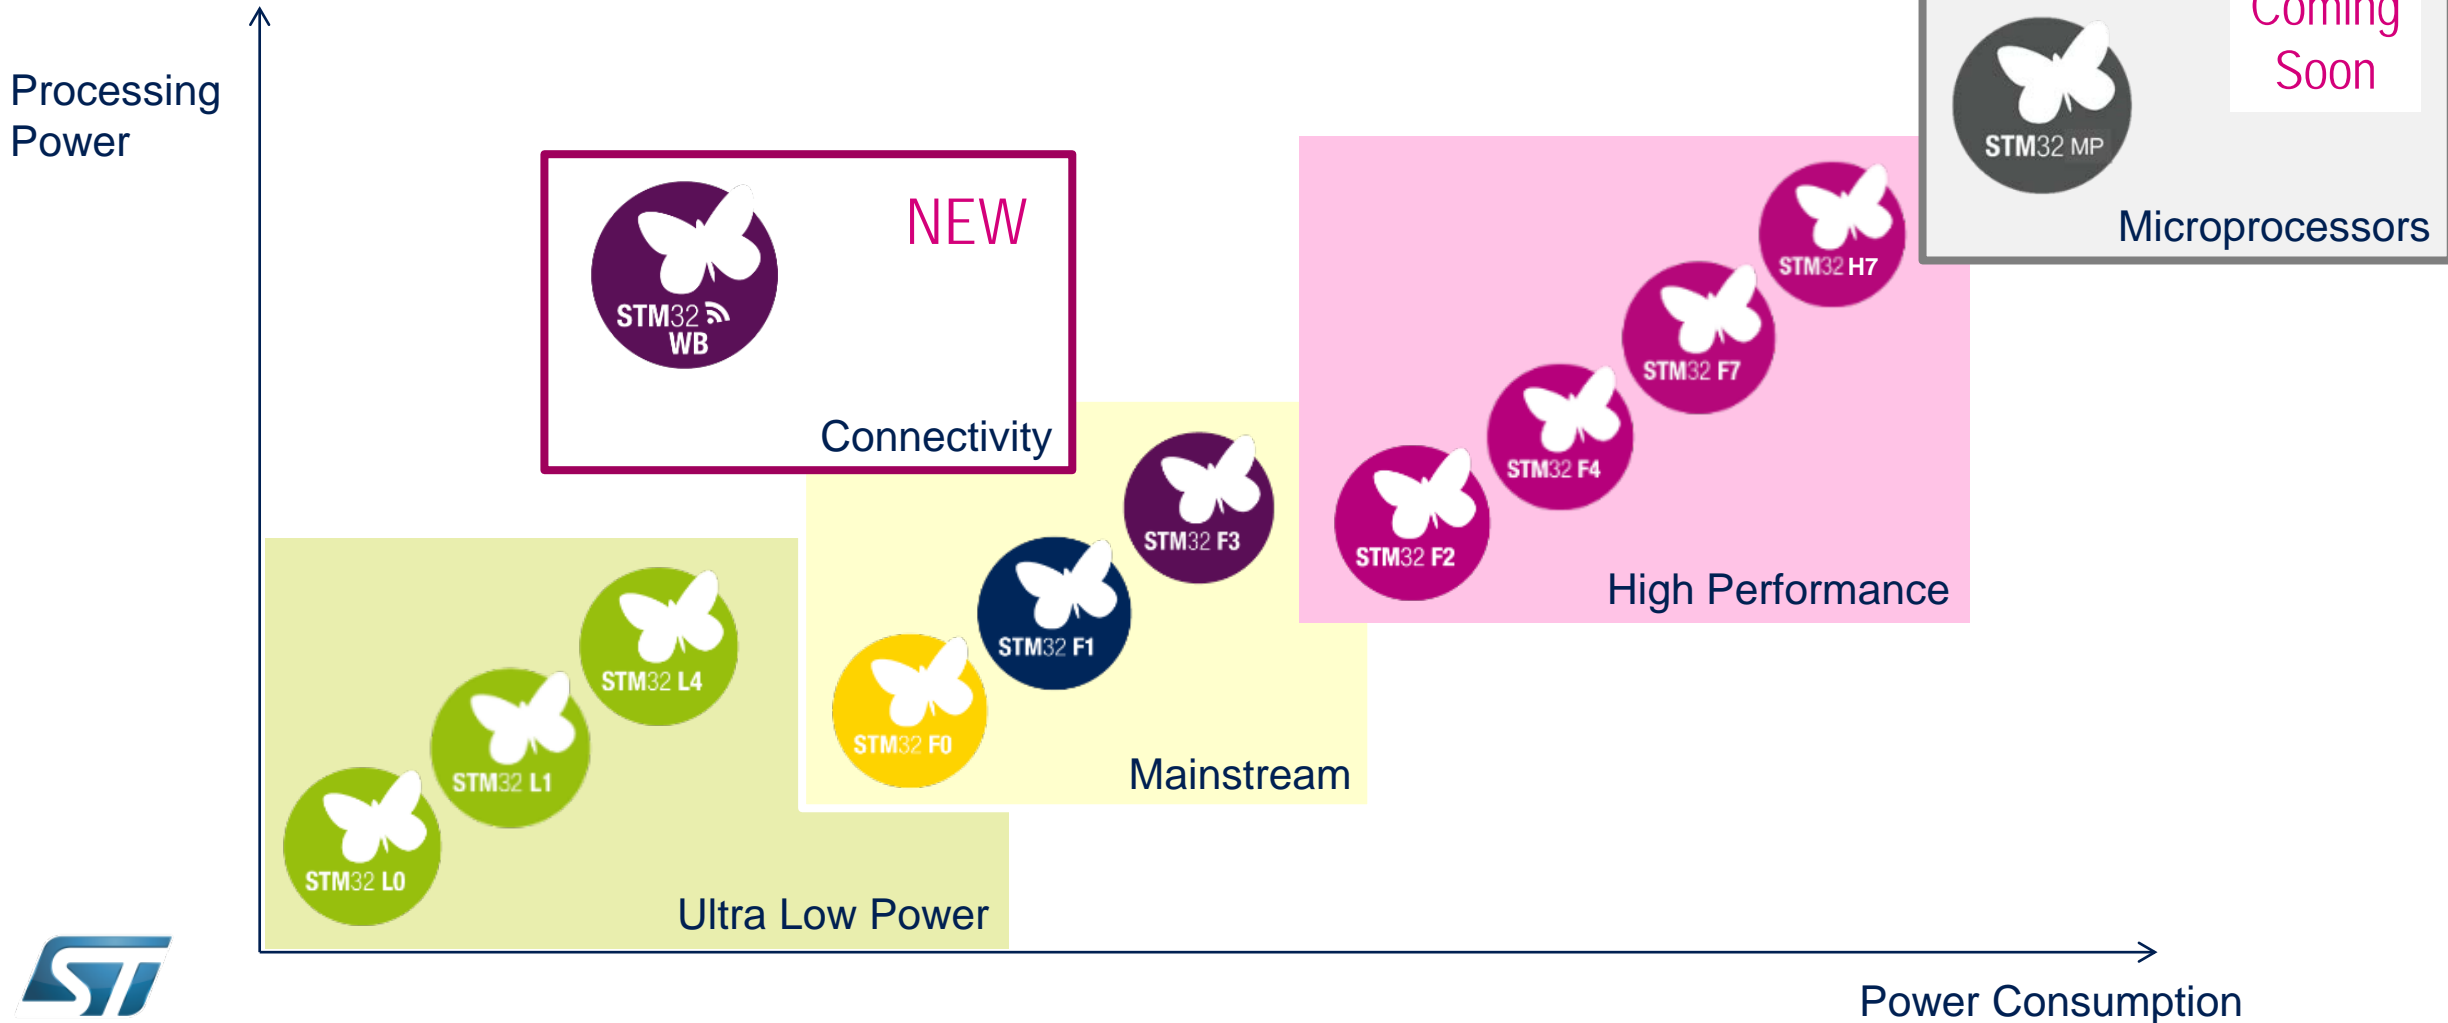 Processing
Power
Coming
Soon
STM32 MP
Microprocessors
NEW
STM32
WB
Connectivity
STM32 H7
STM32 F7
STM32 F4
STM32 F2
High Performance
STM32 F3
STM32 F1
STM32 F0
Mainstream
STM32 L4
STM32 L1
STM32 L0
Ultra Low Power
ST
Power Consumption